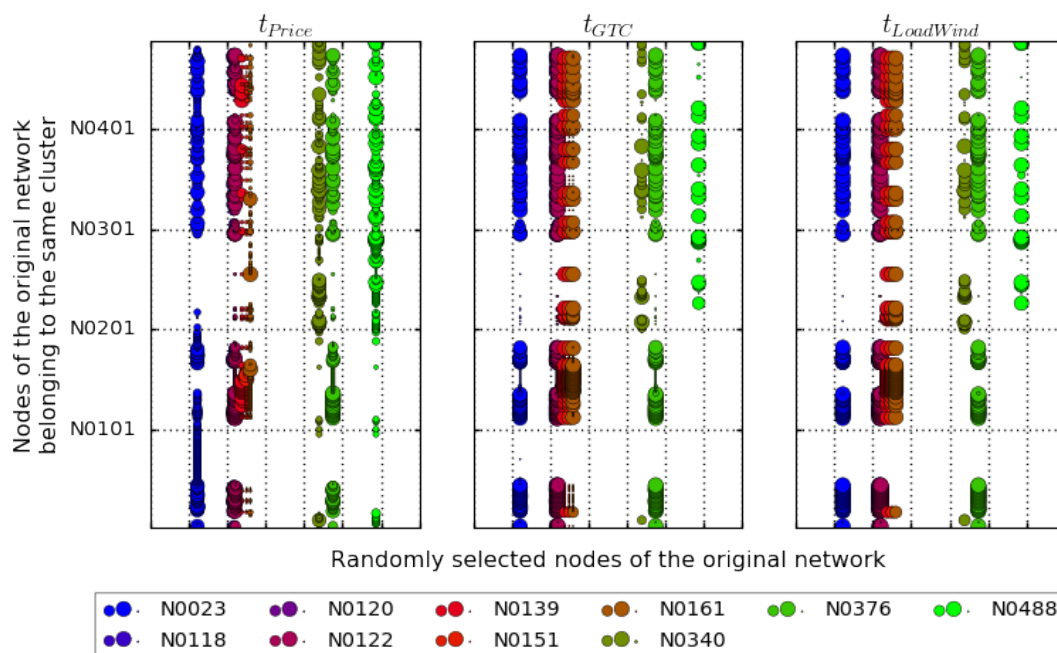 t_Price t_GTC t_LoadWind
N0401
N0301
N0201
N0101
Nodes of the original network
belonging to the same cluster
Randomly selected nodes of the original network
N0023 N0120 N0139 N0161 N0376 N0488
N0118 N0122 N0151 N0340